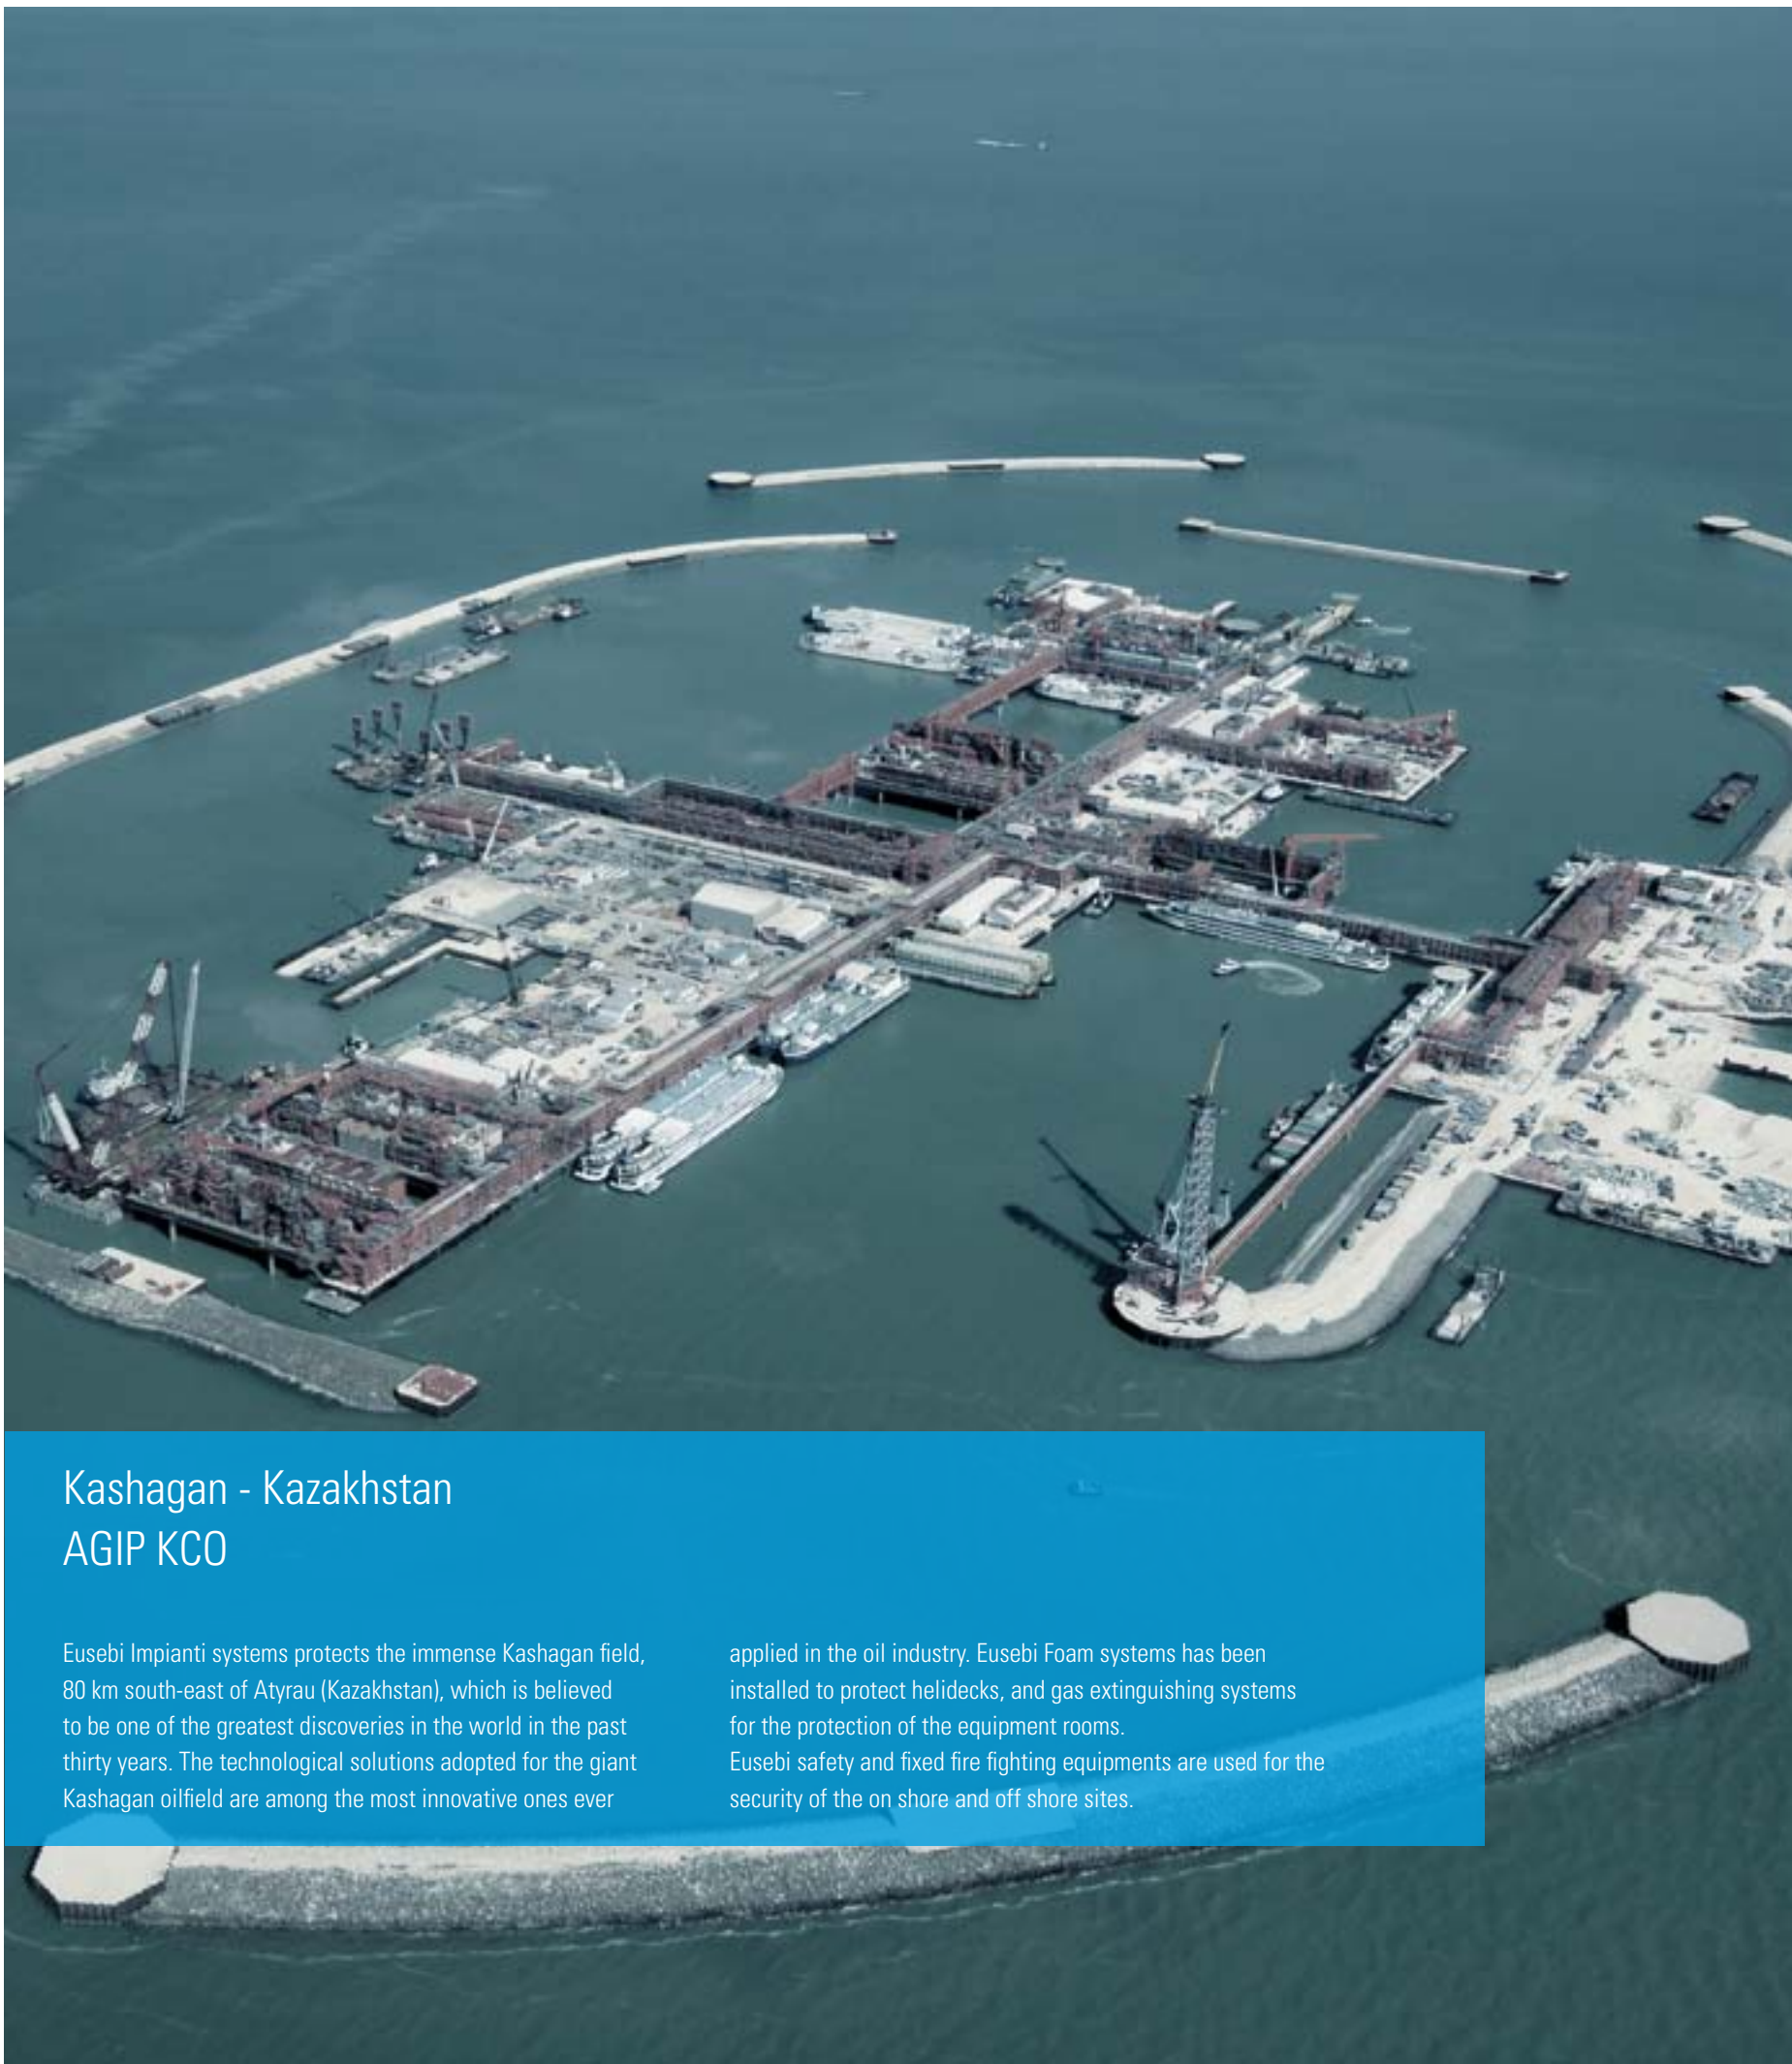 Kashagan - Kazakhstan
AGIP KCO
Eusebi Impianti systems protects the immense Kashagan field,
80 km south-east of Atyrau (Kazakhstan), which is believed
to be one of the greatest discoveries in the world in the past
thirty years. The technological solutions adopted for the giant
Kashagan oilfield are among the most innovative ones ever
applied in the oil industry. Eusebi Foam systems has been
installed to protect helidecks, and gas extinguishing systems
for the protection of the equipment rooms.
Eusebi safety and fixed fire fighting equipments are used for the
security of the on shore and off shore sites.